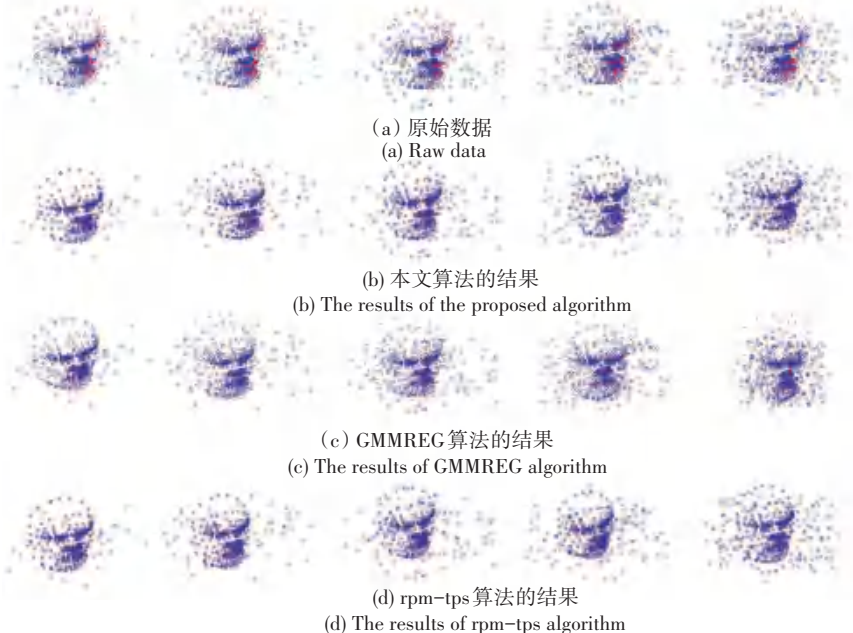 （a）原始数据
(a) Raw data
(b) 本文算法的结果
(b) The results of the proposed algorithm
（c）GMMREG算法的结果
(c) The results of GMMREG algorithm
(d) rpm-tps算法的结果
(d) The results of rpm-tps algorithm